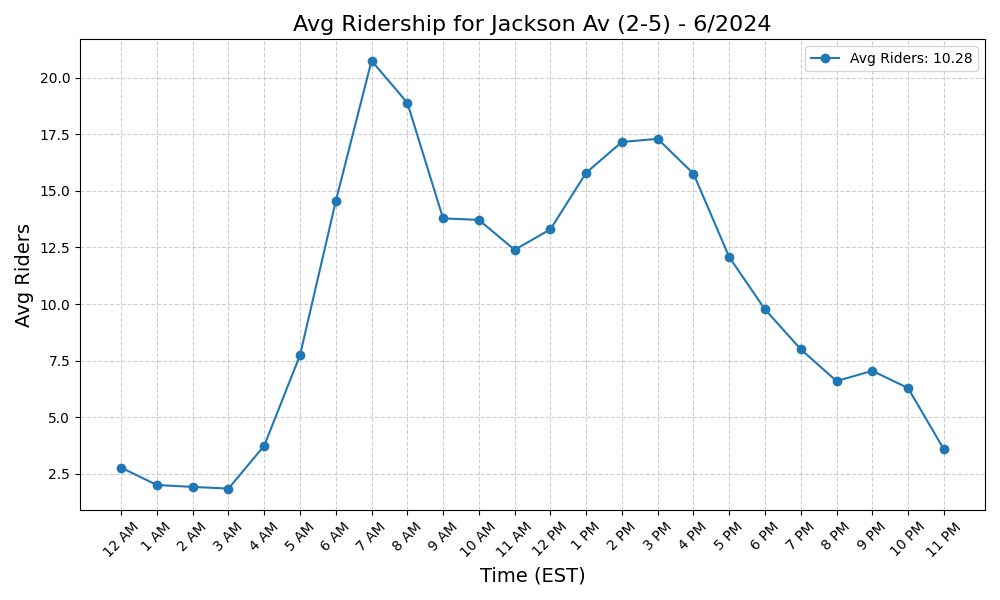 Avg Ridership for Jackson Av (2-5) - 6/2024
Avg Riders: 10.28
Avg Riders
20.0
17.5
15.0
12.5
10.0
7.5
5.0
2.5
12 AM
1 AM
2 AM
3 AM
4 AM
5 AM
6 AM
7 AM
8 AM
9 AM
10 AM
11 AM
12 PM
1 PM
2 PM
3 PM
4 PM
5 PM
6 PM
7 PM
8 PM
9 PM
10 PM
11 PM
Time (EST)